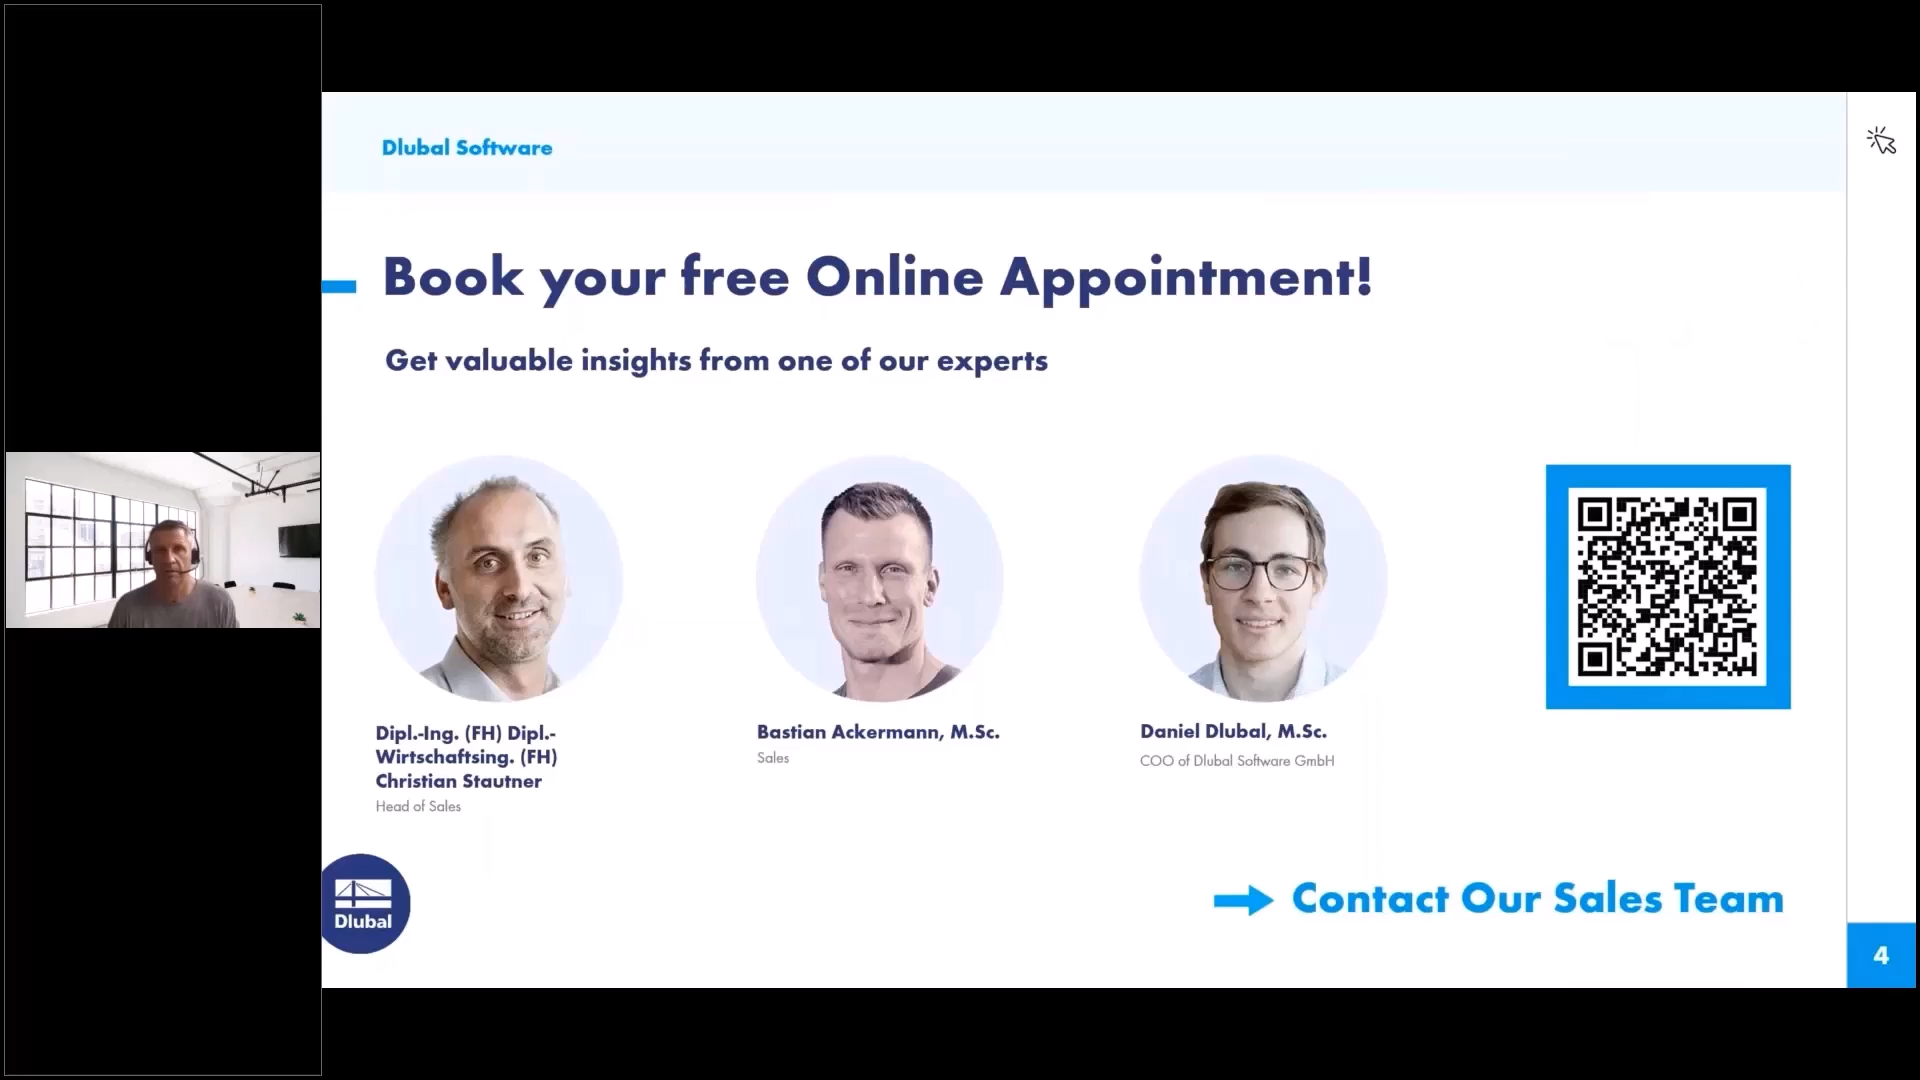 Dlubal Software
Book your free Online Appointment!
Get valuable insights from one of our experts
Dipl.-Ing. (FH) Dipl.-
Wirtschaftsing. (FH)
Christian Stautner
Head of Sales
Bastian Ackermann, M.Sc.
Sales
Daniel Dlubal, M.Sc.
COO of Dlubal Software GmbH
Dlubal
Contact Our Sales Team
4